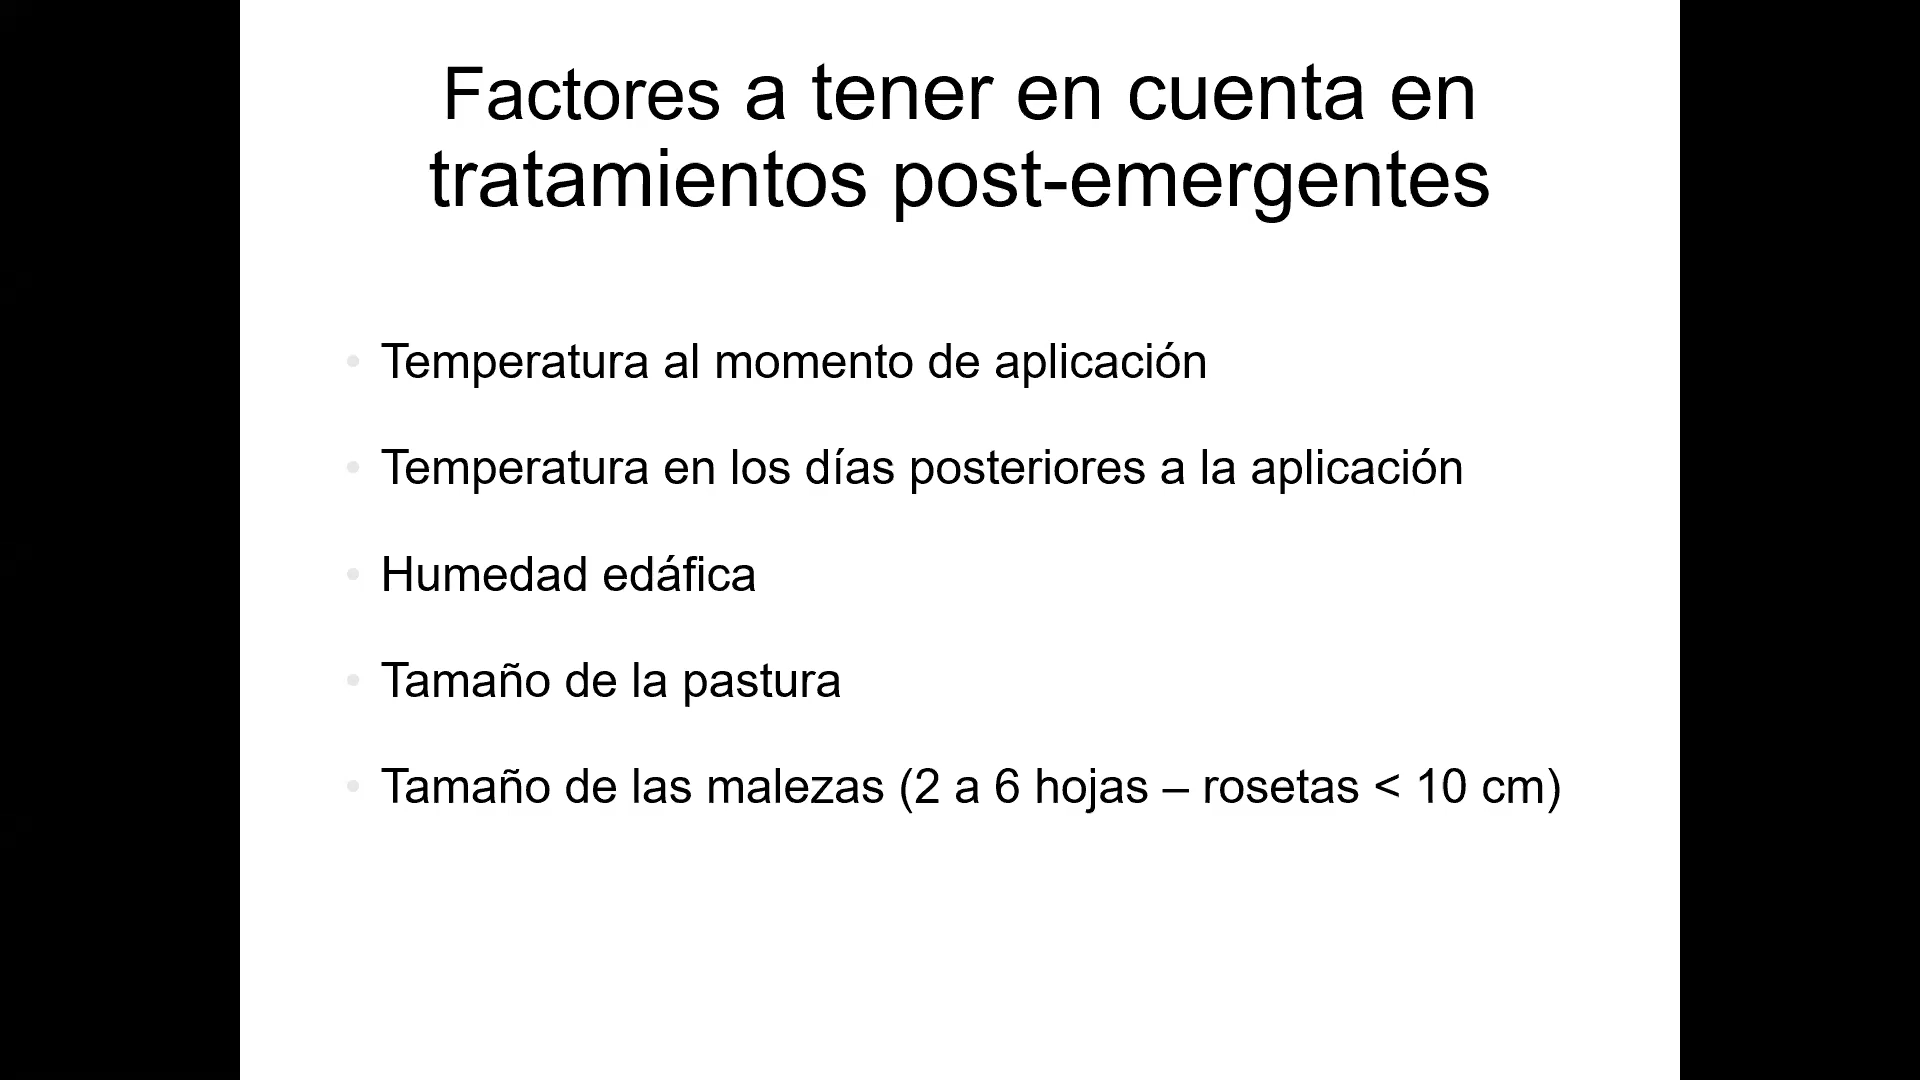 Factores a tener en cuenta en
tratamientos post-emergentes
• Temperatura al momento de aplicación
• Temperatura en los días posteriores a la aplicación
• Humedad edáfica
• Tamaño de la pastura
• Tamaño de las malezas (2 a 6 hojas – rosetas < 10 cm)